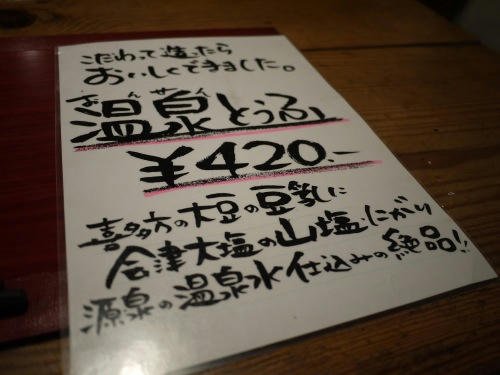 こだわって造ったら
おいしくできました。
おんせん
温泉とうふ
¥420.-
喜多方の大豆の豆乳に
会津大塩の山塩にがり
源泉の温泉水仕込みの絶品!!